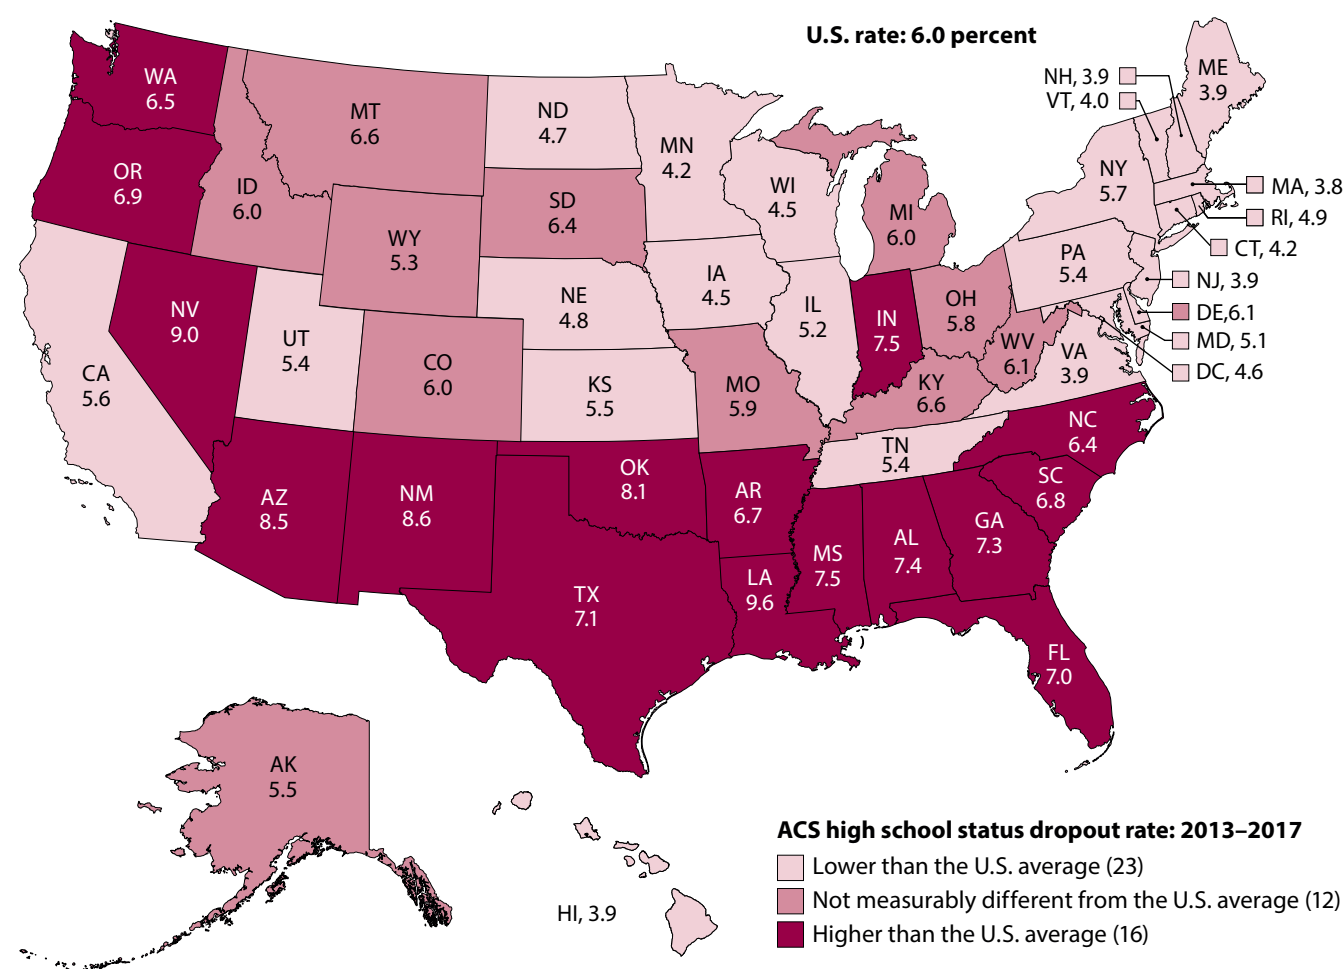 U.S. rate: 6.0 percent
WA
6.5
OR
6.9
CA
5.6
NV
9.0
ID
6.0
MT
6.6
WY
5.3
UT
5.4
CO
6.0
AZ
8.5
NM
8.6
ND
4.7
SD
6.4
NE
4.8
KS
5.5
OK
8.1
TX
7.1
MN
4.2
IA
4.5
MO
5.9
AR
6.7
LA
9.6
WI
4.5
IL
5.2
MI
6.0
IN
7.5
OH
5.8
KY
6.6
TN
5.4
MS
7.5
AL
7.4
GA
7.3
FL
7.0
SC
6.8
NC
6.4
VA
3.9
WV
6.1
PA
5.4
NY
5.7
ME
3.9
NH, 3.9
VT, 4.0
MA, 3.8
RI, 4.9
CT, 4.2
NJ, 3.9
DE,6.1
MD, 5.1
DC, 4.6
AK
5.5
HI, 3.9
ACS high school status dropout rate: 2013–2017
Lower than the U.S. average (23)
Not measurably different from the U.S. average (12)
Higher than the U.S. average (16)